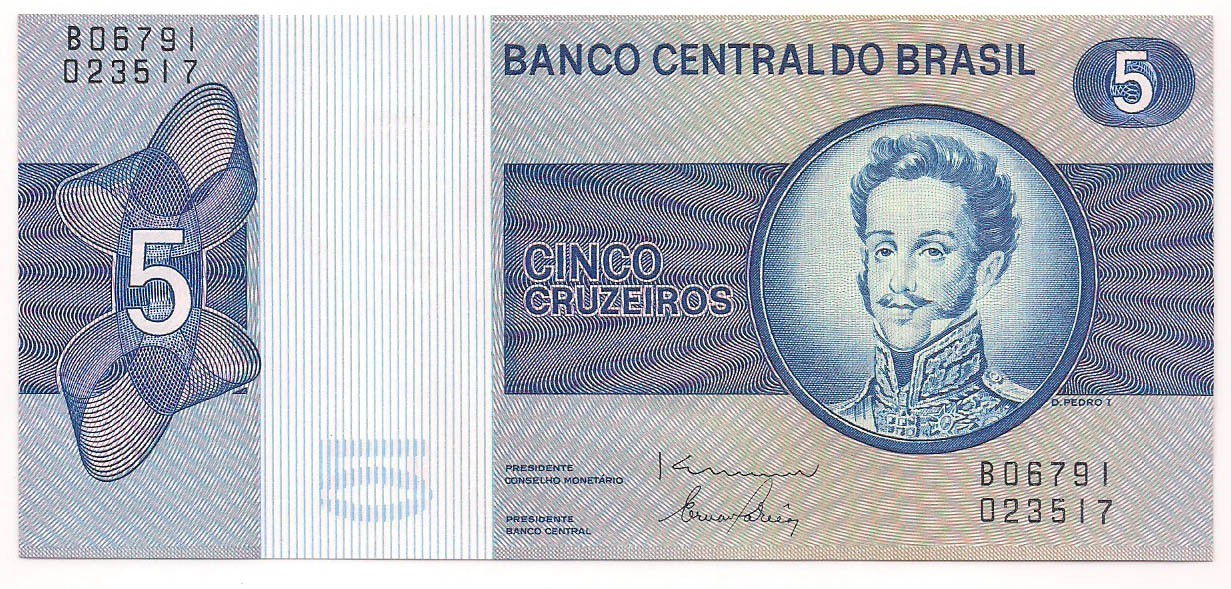 B06791
023517
BANCO CENTRAL DO BRASIL
5
5
CINCO
CRUZEIROS
D. PEDRO I
5
PRESIDENTE
CONSELHO MONETÁRIO
PRESIDENTE
BANCO CENTRAL
B06791
023517